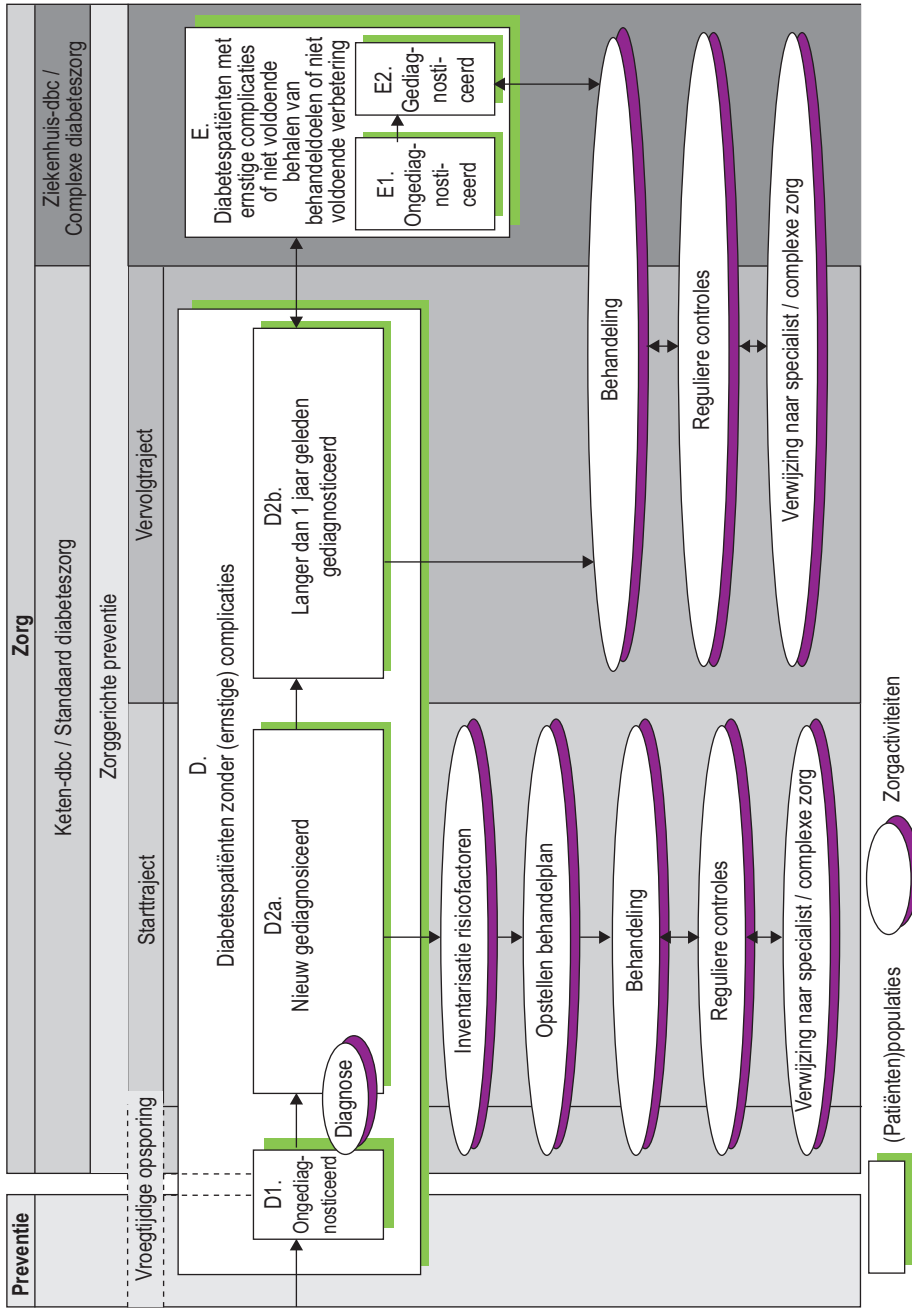 Preventie
Zorg
Keten-dbc / Standaard diabeteszorg
Ziekenhuis-dbc /
Complexe diabeteszorg
Zorggerichte preventie
Vroegtijdige opsporing
Starttraject
Vervolgtraject
D.
Diabetespatiënten zonder (ernstige) complicaties
D1.
Ongediag-
nosticeerd
Diagnose
D2a.
Nieuw gediagnosiceerd
D2b.
Langer dan 1 jaar geleden
gediagnosticeerd
E.
Diabetespatiënten met
ernstige complicaties
of niet voldoende
behalen van
behandeldoelen of niet
voldoende verbetering
E1.
Ongediag-
nosti-
ceerd
E2.
Gediag-
nosti-
ceerd
Inventarisatie risicofactoren
Opstellen behandelplan
Behandeling
Reguliere controles
Verwijzing naar specialist / complexe zorg
Behandeling
Reguliere controles
Verwijzing naar specialist / complexe zorg
(Patiënten)populaties
Zorgactiviteiten